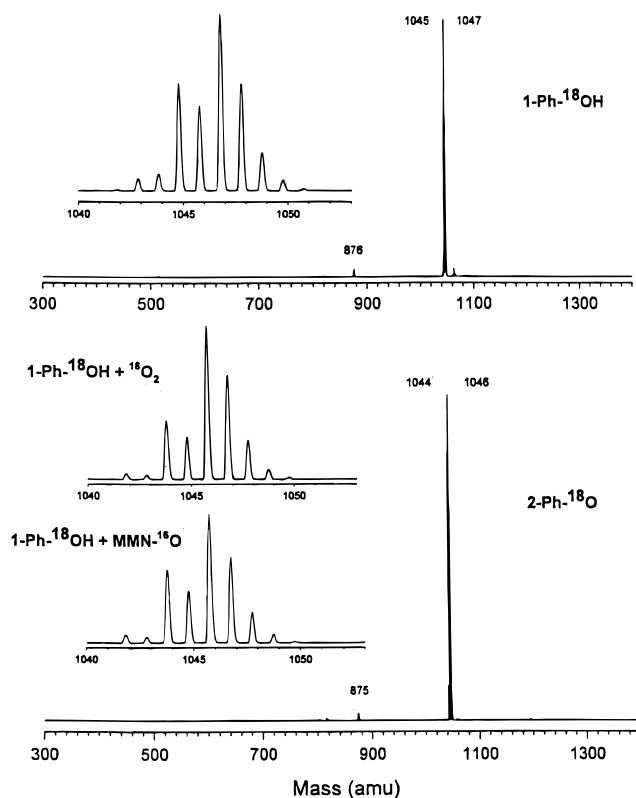 1045 1047
1-Ph-18OH
1040 1045 1050
876
300 500 700 900 1100 1300
1-Ph-18OH + 16O2
1044 1046
1040 1045 1050
2-Ph-18O
1-Ph-18OH + MMN-16O
1040 1045 1050
875
300 500 700 900 1100 1300
Mass (amu)